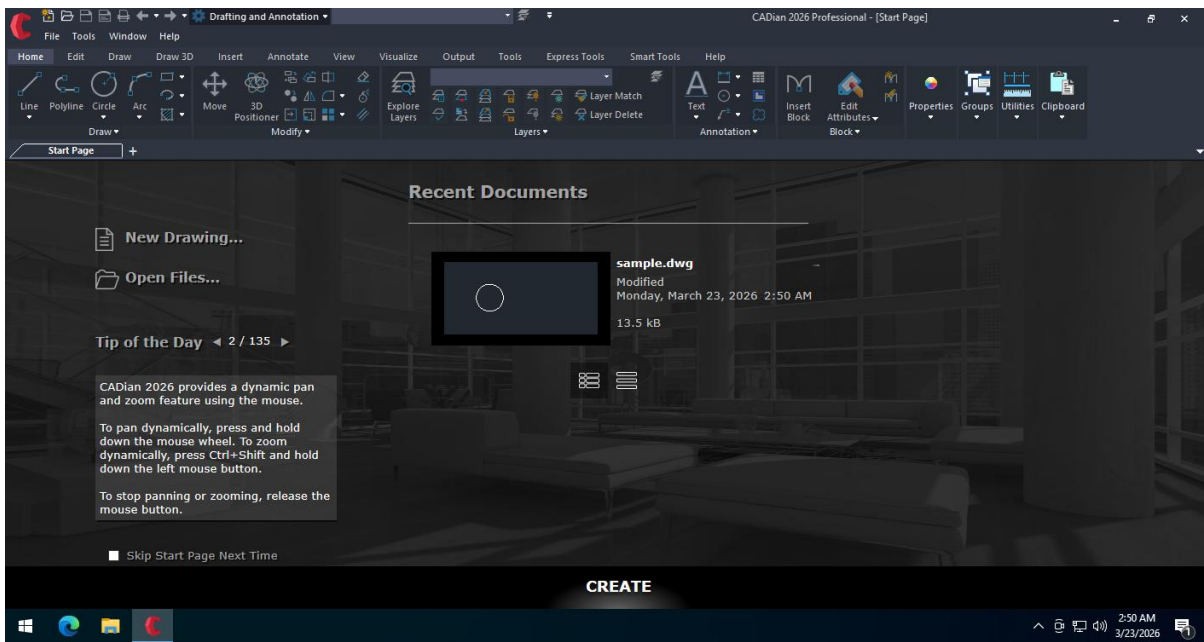 Drafting and Annotation
CADian 2026 Professional - [Start Page]
File Tools Window Help
Home Edit Draw Draw 3D Insert Annotate View Visualize Output Tools Express Tools Smart Tools Help
Line Polyline Circle Arc
Draw
Move 3D Positioner
Modify
Explore Layers
Layer Match
Layer Delete
Layers
Text
Annotation
Insert Block
Edit Attributes
Block
Properties Groups Utilities Clipboard
Start Page +
Recent Documents
New Drawing...
Open Files...
sample.dwg
Modified
Monday, March 23, 2026 2:50 AM
13.5 kB
Tip of the Day 2 / 135
CADian 2026 provides a dynamic pan
and zoom feature using the mouse.
To pan dynamically, press and hold
down the mouse wheel. To zoom
dynamically, press Ctrl+Shift and hold
down the left mouse button.
To stop panning or zooming, release the
mouse button.
Skip Start Page Next Time
CREATE
2:50 AM
3/23/2026